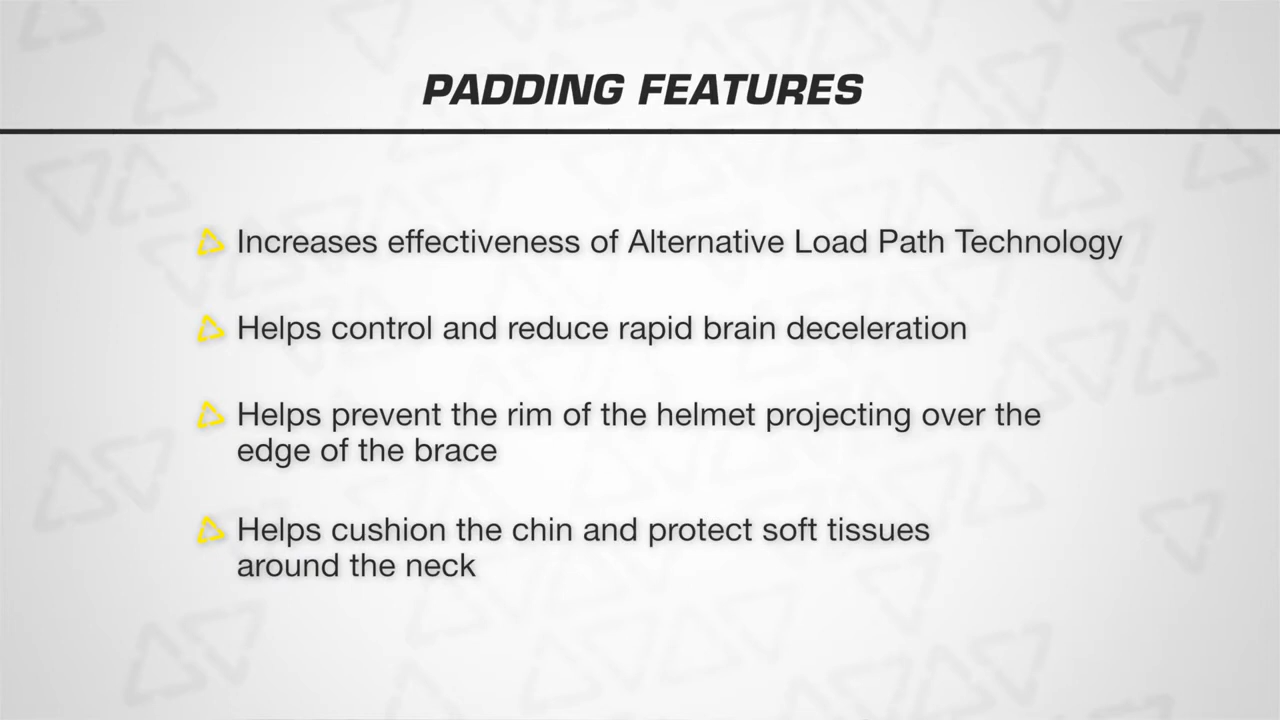 PADDING FEATURES
Increases effectiveness of Alternative Load Path Technology
Helps control and reduce rapid brain deceleration
Helps prevent the rim of the helmet projecting over the
edge of the brace
Helps cushion the chin and protect soft tissues
around the neck